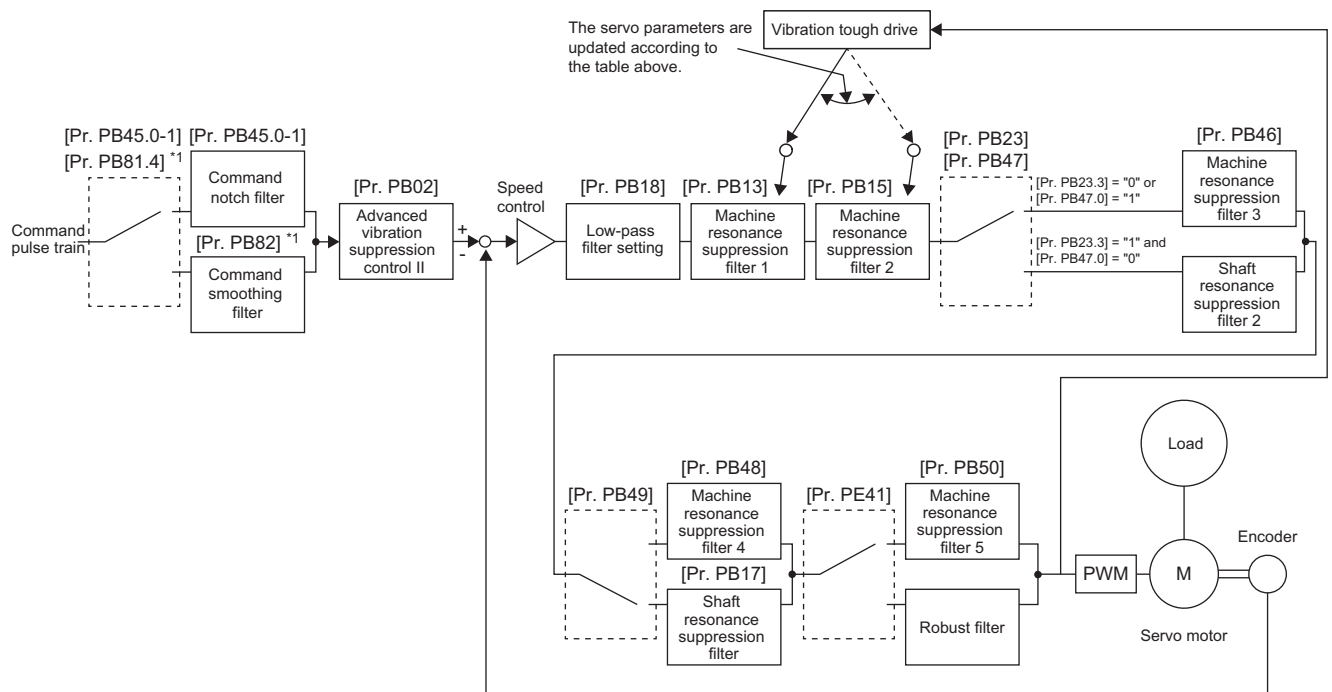 The servo parameters are
updated according to
the table above.
Vibration tough drive
[Pr. PB45.0-1]
[Pr. PB81.4] *1
[Pr. PB45.0-1]
Command
notch filter
Command
pulse train
[Pr. PB82] *1
Command
smoothing
filter
[Pr. PB02]
Advanced
vibration
suppression
control II
+
-
Speed
control
[Pr. PB18]
Low-pass
filter setting
[Pr. PB13]
Machine
resonance
suppression
filter 1
[Pr. PB15]
Machine
resonance
suppression
filter 2
[Pr. PB23]
[Pr. PB47]
[Pr. PB23.3] = "0" or
[Pr. PB47.0] = "1"
[Pr. PB23.3] = "1" and
[Pr. PB47.0] = "0"
[Pr. PB46]
Machine
resonance
suppression
filter 3
Shaft
resonance
suppression
filter 2
[Pr. PB49]
[Pr. PB48]
Machine
resonance
suppression
filter 4
[Pr. PB17]
Shaft
resonance
suppression
filter
[Pr. PE41]
[Pr. PB50]
Machine
resonance
suppression
filter 5
Robust filter
PWM
Load
M
Servo motor
Encoder